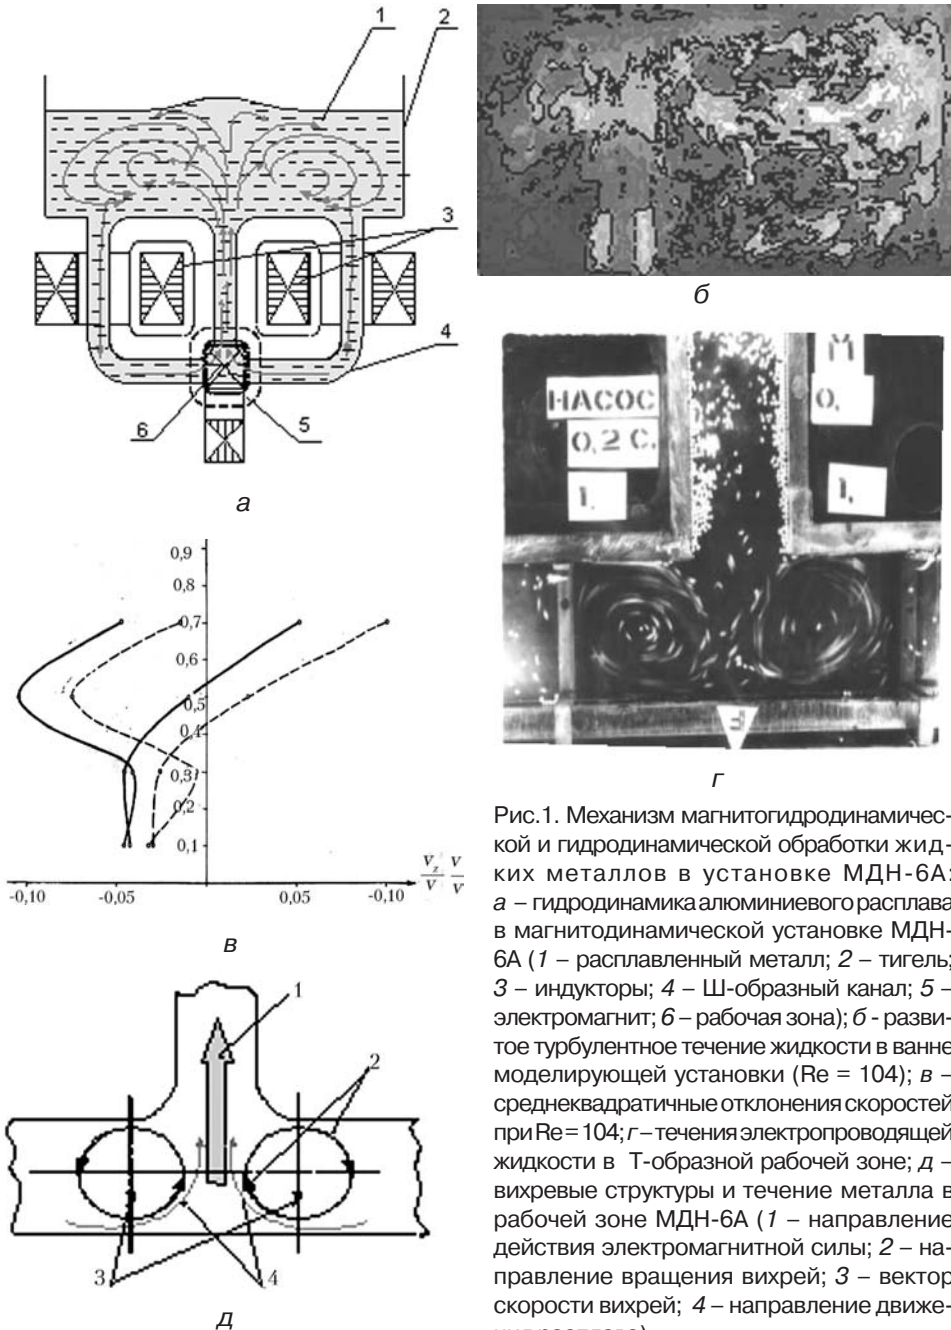 1
2
3
4
5
6
а
б
НАСОС
0,2 С.
1.
М
0,
1,
г
0,9
0,8
0,7
0,6
0,5
0,4
0,3
0,2
0,1
-0,10
-0,05
0,05
-0,10
в
1
2
3
4
д
Рис.1. Механизм магнитогидродинамичес-
кой и гидродинамической обработки жид-
ких металлов в установке МДН-6А:
а – гидродинамика алюминиевого расплава
в магнитодинамической установке МДН-
6А (1 – расплавленный металл; 2 – тигель;
3 – индукторы; 4 – Ш-образный канал; 5 –
электромагнит; 6 – рабочая зона); б - разви-
тое турбулентное течение жидкости в ванне
моделирующей установки (Re = 104); в –
среднеквадратичные отклонения скоростей
при Re = 104; г – течения электропроводящей
жидкости в Т-образной рабочей зоне; д –
вихревые структуры и течение металла в
рабочей зоне МДН-6А (1 – направление
действия электромагнитной силы; 2 – на-
правление вращения вихрей; 3 – вектор
скорости вихрей; 4 – направление движе-